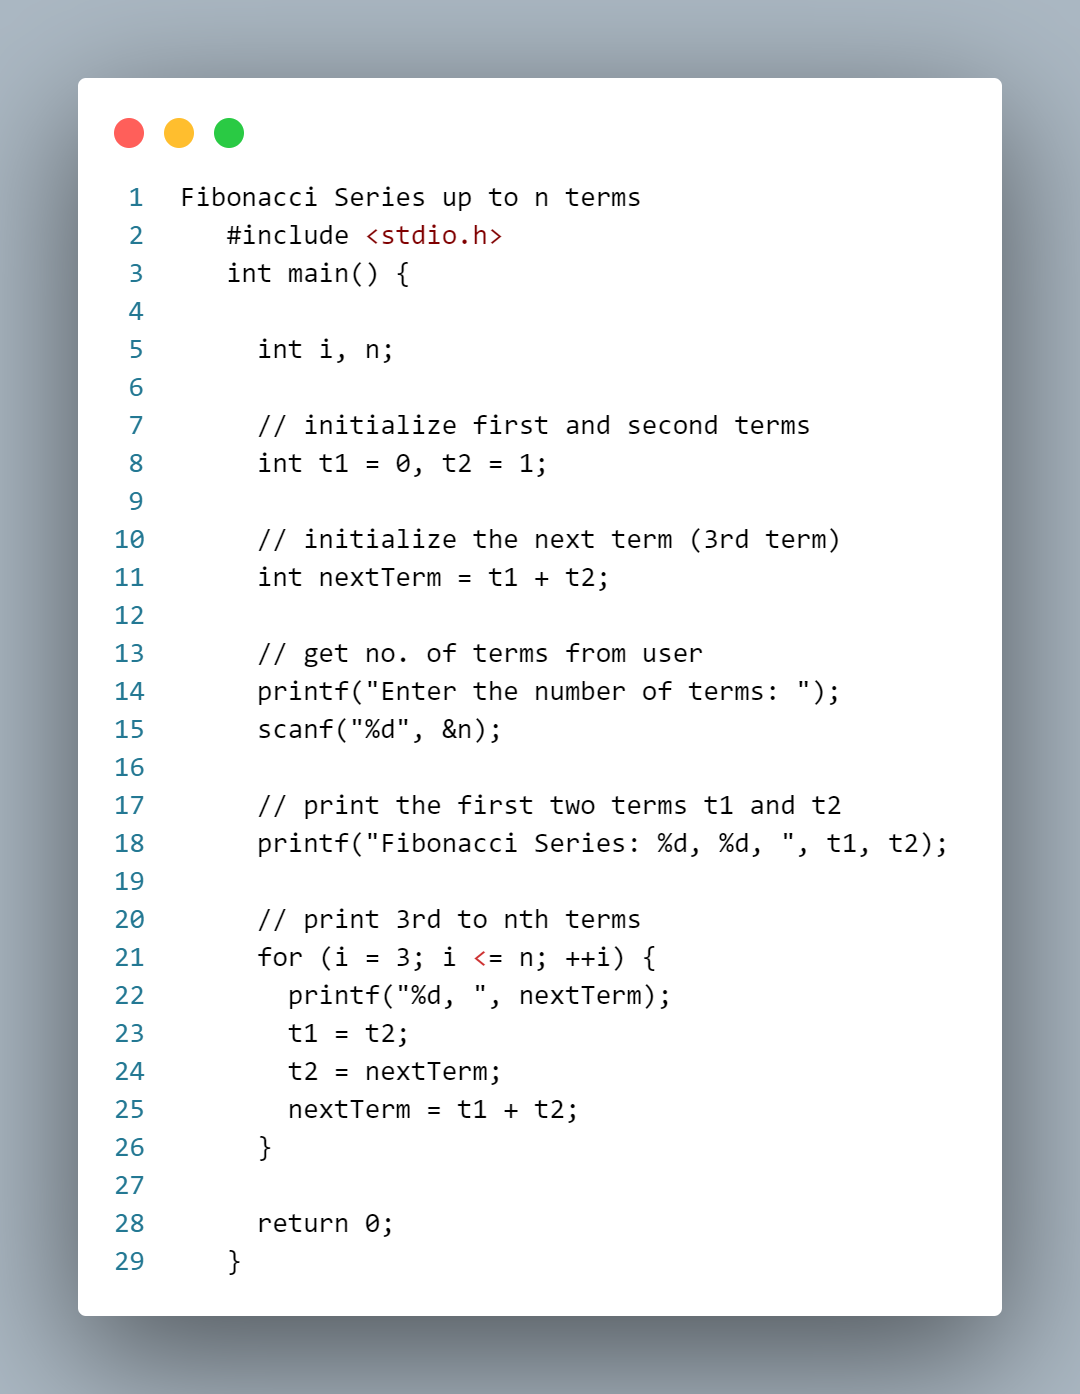 1 Fibonacci Series up to n terms
2 #include <stdio.h>
3 int main() {
4
5 int i, n;
6
7 // initialize first and second terms
8 int t1 = 0, t2 = 1;
9
10 // initialize the next term (3rd term)
11 int nextTerm = t1 + t2;
12
13 // get no. of terms from user
14 printf("Enter the number of terms: ");
15 scanf("%d", &n);
16
17 // print the first two terms t1 and t2
18 printf("Fibonacci Series: %d, %d, ", t1, t2);
19
20 // print 3rd to nth terms
21 for (i = 3; i <= n; ++i) {
22 printf("%d, ", nextTerm);
23 t1 = t2;
24 t2 = nextTerm;
25 nextTerm = t1 + t2;
26 }
27
28 return 0;
29 }